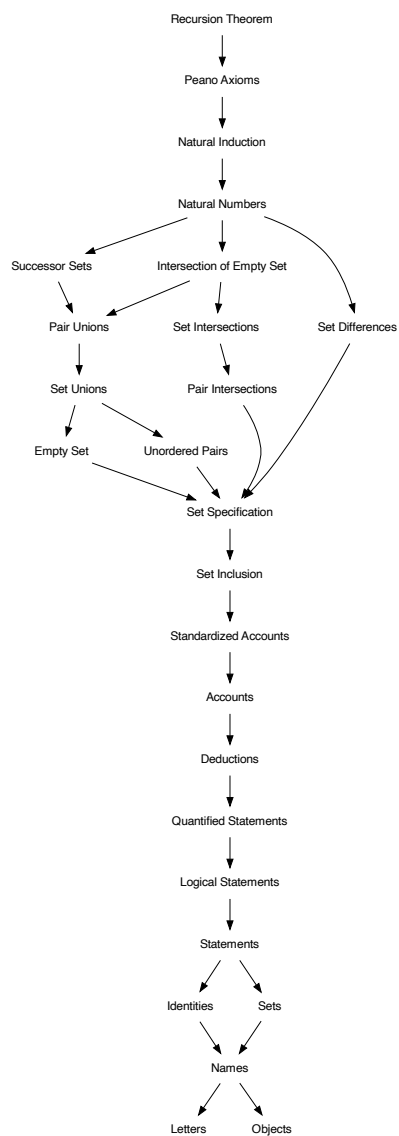 Recursion Theorem
Peano Axioms
Natural Induction
Natural Numbers
Successor Sets
Intersection of Empty Set
Pair Unions
Set Intersections
Set Differences
Set Unions
Pair Intersections
Empty Set
Unordered Pairs
Set Specification
Set Inclusion
Standardized Accounts
Accounts
Deductions
Quantified Statements
Logical Statements
Statements
Identities
Sets
Names
Letters
Objects